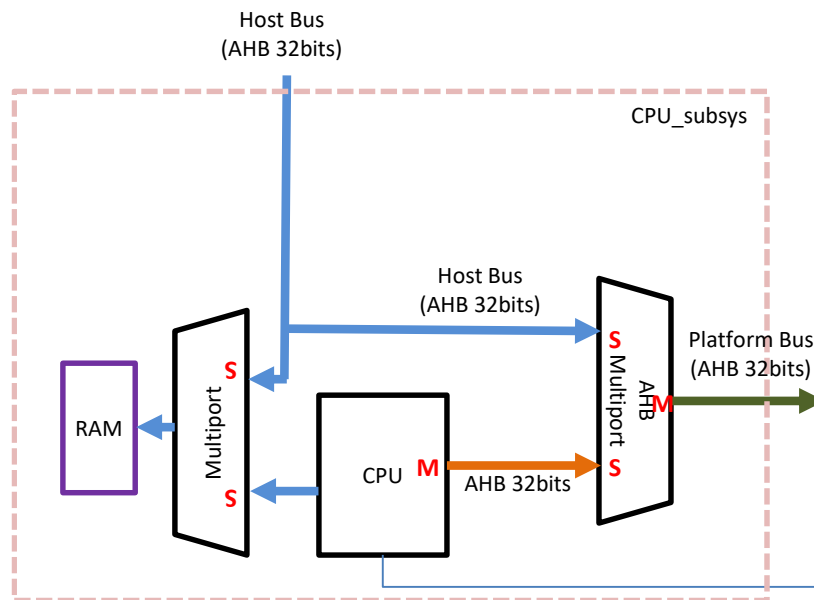 Host Bus
(AHB 32bits)
CPU_subsys
Host Bus
(AHB 32bits)
Platform Bus
(AHB 32bits)
S
S
Multiport
AHB
M
RAM
Multiport
S
CPU
M
S
AHB 32bits
S